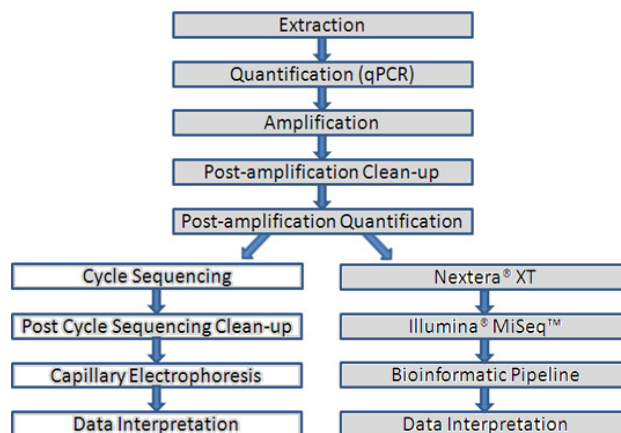 Extraction
Quantification (qPCR)
Amplification
Post-amplification Clean-up
Post-amplification Quantification
Cycle Sequencing
Nextera® XT
Post Cycle Sequencing Clean-up
Illumina® MiSeq™
Capillary Electrophoresis
Bioinformatic Pipeline
Data Interpretation
Data Interpretation